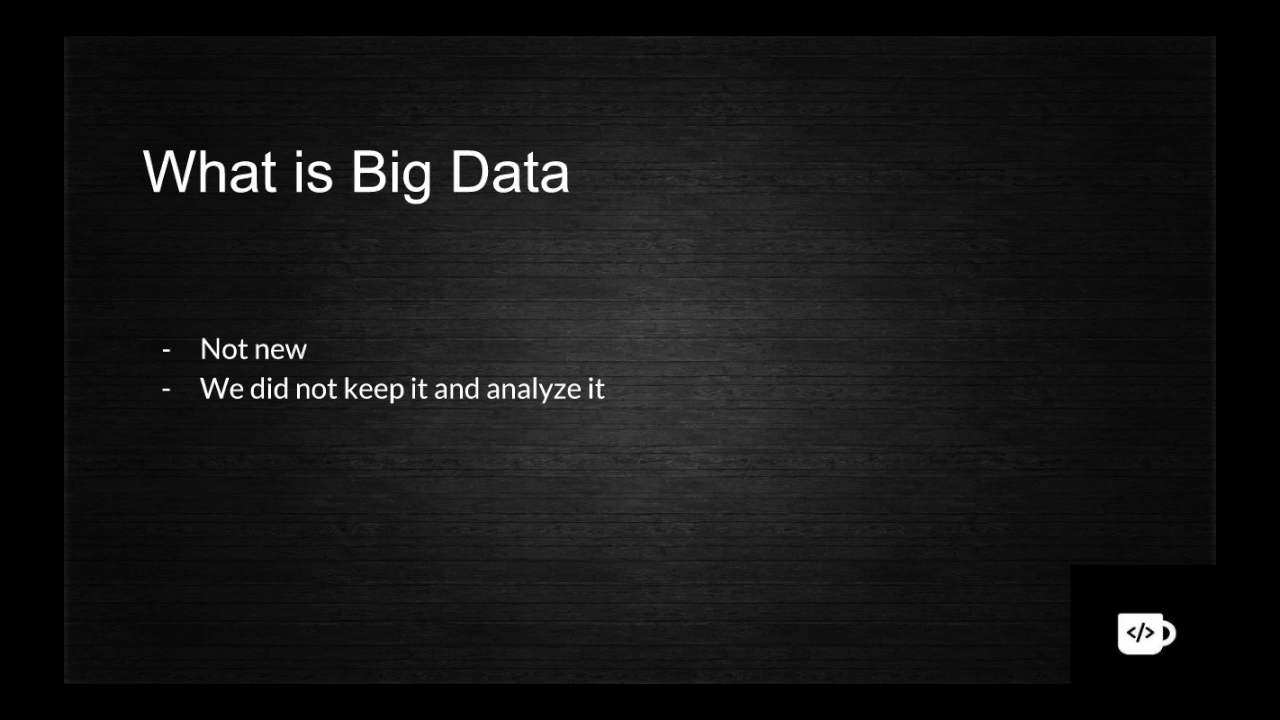 What is Big Data
- Not new
- We did not keep it and analyze it
</>